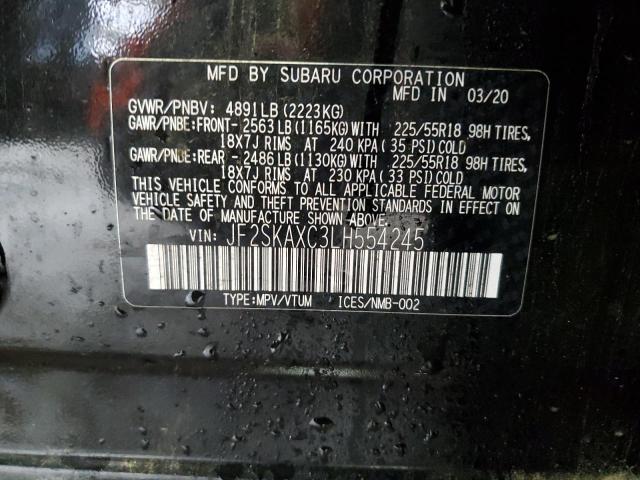 MFD BY SUBARU CORPORATION
MFD IN 03/20
GVWR/PNBV: 4891LB (2223KG)
GAWR/PNBE:FRONT- 2563LB(1165KG)WITH 225/55R18 98H TIRES,
18X7J RIMS AT 240 KPA(35 PSI)COLD
GAWR/PNBE:REAR - 2486LB(1130KG)WITH 225/55R18 98H TIRES,
18X7J RIMS AT 230 KPA(33 PSI)COLD
THIS VEHICLE CONFORMS TO ALL APPLICABLE FEDERAL MOTOR
VEHICLE SAFETY AND THEFT PREVENTION STANDARDS IN EFFECT ON
THE DATE OF MANUFACTURE SHOWN ABOVE.
VIN: JF2SKAXC3LH554245
TYPE:MPV/VTUM ICES/NMB-002